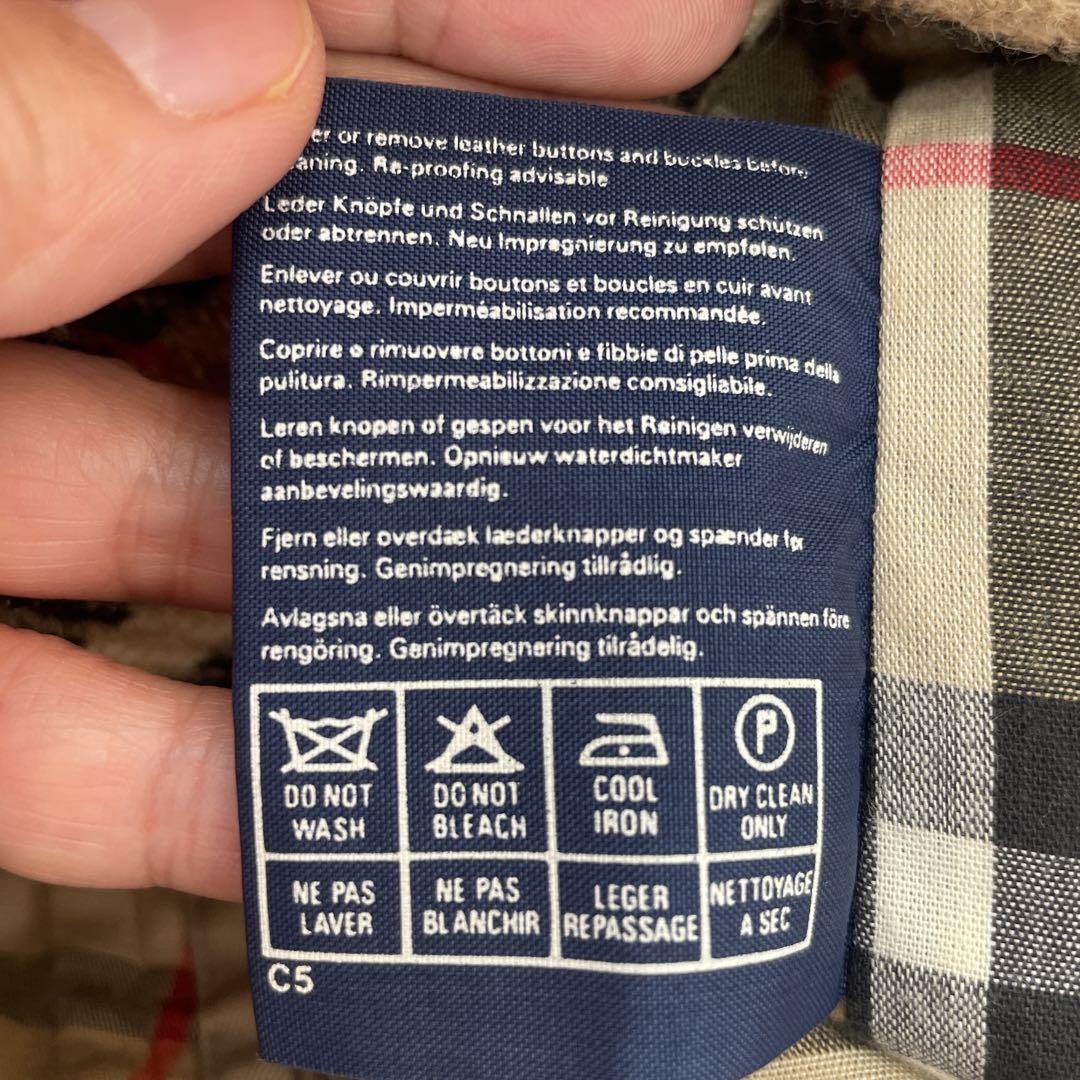 er or remove leather buttons and buckles before
aning. Re-proofing advisable
Leder Knöpfe und Schnallen vor Reinigung schützen
oder abtrennen. Neu Impragnierung zu empfolen.
Enlever ou couvrir boutons et boucles en cuir avant
nettoyage. Imperméabilisation recommandée.
Coprire o rimuovere bottoni e fibbie di pelle prima della
pulitura. Rimpermeabilizzazione comsigliabile.
Leren knopen of gespen voor het Reinigen verwijderen
of beschermen. Opnieuw waterdichtmaker
aanbevelingswaardig.
Fjern eller overdæk læderknapper og spænder før
rensning. Genimpregnering tillrådlig.
Avlagsna eller övertäck skinnknappar och spännen före
rengöring. Genimpregnering tilrådelig.
P
DO NOT WASH
DO NOT BLEACH
COOL IRON
DRY CLEAN ONLY
NE PAS LAVER
NE PAS BLANCHIR
LEGER REPASSAGE
NETTOYAGE A SEC
C5